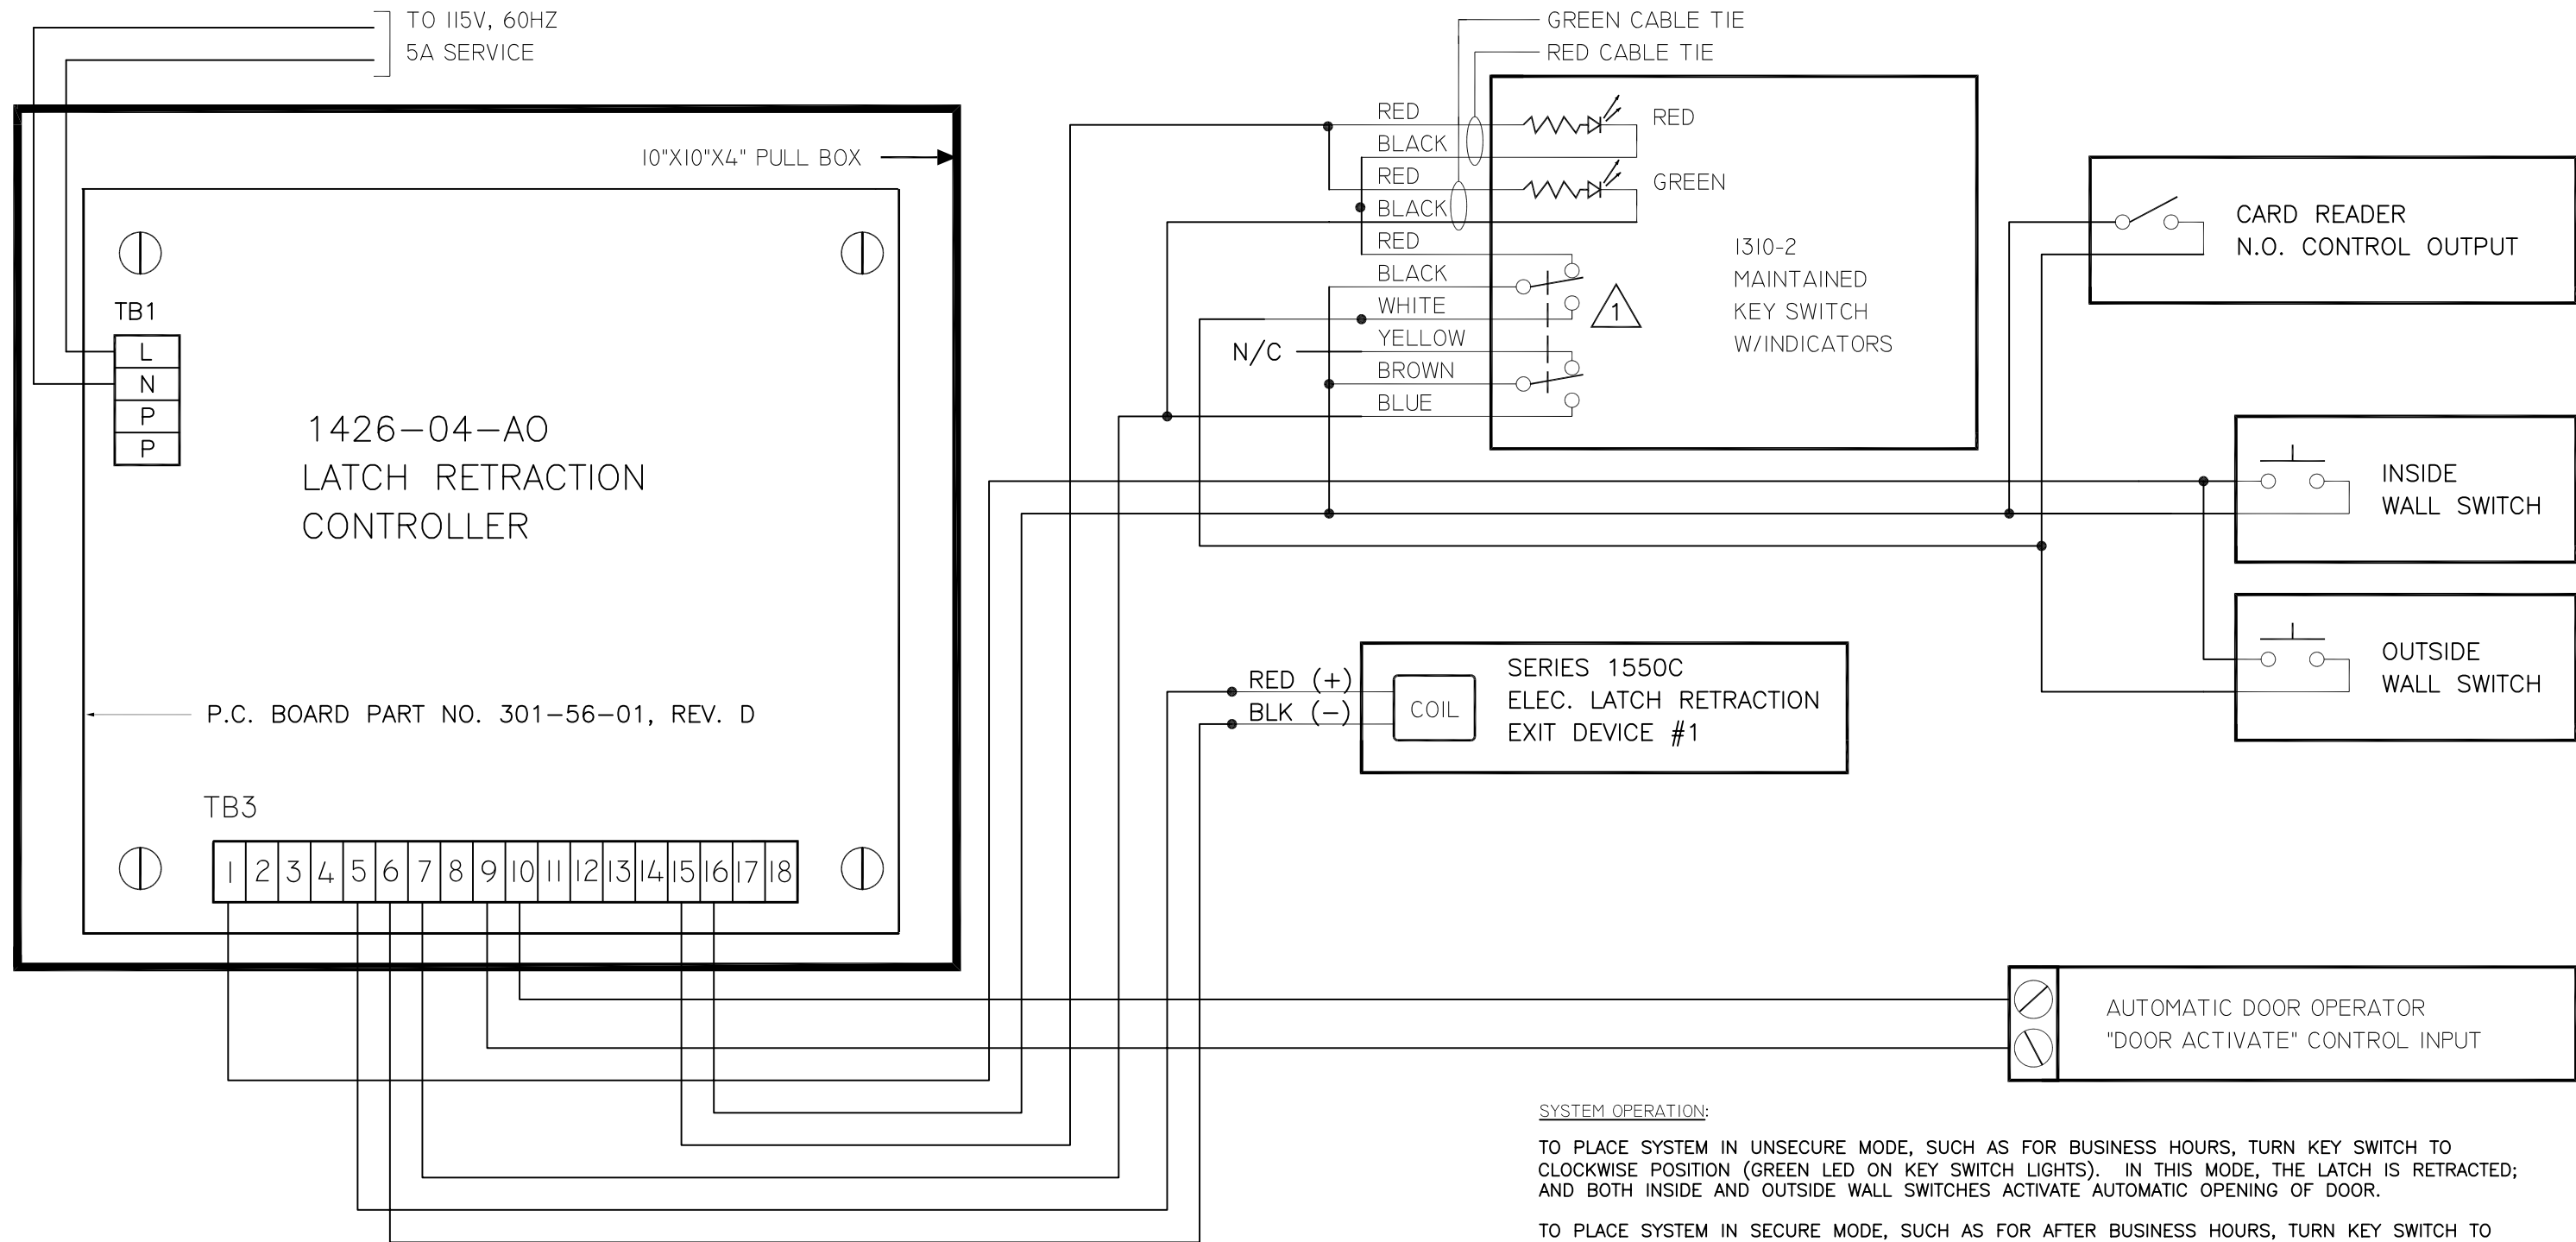 TO 115V, 60HZ
5A SERVICE
GREEN CABLE TIE
RED CABLE TIE
10"X10"X4" PULL BOX
TB1
L
N
P
P
1426-04-AO
LATCH RETRACTION
CONTROLLER
P.C. BOARD PART NO. 301-56-01, REV. D
TB3
1 2 3 4 5 6 7 8 9 10 11 12 13 14 15 16 17 18
RED
BLACK
RED
BLACK
RED
BLACK
WHITE
YELLOW
BROWN
BLUE
N/C
RED
GREEN
1
1310-2
MAINTAINED
KEY SWITCH
W/INDICATORS
CARD READER
N.O. CONTROL OUTPUT
INSIDE
WALL SWITCH
OUTSIDE
WALL SWITCH
RED (+)
BLK (-)
COIL
SERIES 1550C
ELEC. LATCH RETRACTION
EXIT DEVICE #1
AUTOMATIC DOOR OPERATOR
"DOOR ACTIVATE" CONTROL INPUT
SYSTEM OPERATION:
TO PLACE SYSTEM IN UNSECURE MODE, SUCH AS FOR BUSINESS HOURS, TURN KEY SWITCH TO
CLOCKWISE POSITION (GREEN LED ON KEY SWITCH LIGHTS). IN THIS MODE, THE LATCH IS RETRACTED;
AND BOTH INSIDE AND OUTSIDE WALL SWITCHES ACTIVATE AUTOMATIC OPENING OF DOOR.
TO PLACE SYSTEM IN SECURE MODE, SUCH AS FOR AFTER BUSINESS HOURS, TURN KEY SWITCH TO